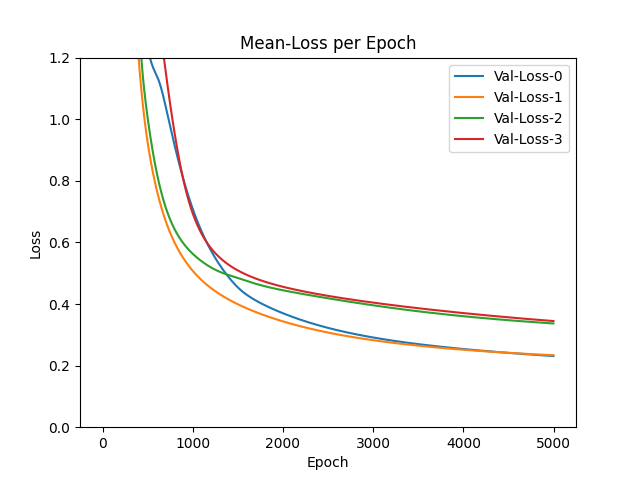 Mean-Loss per Epoch
1.2
1.0
0.8
0.6
0.4
0.2
0.0
Loss
Val-Loss-0
Val-Loss-1
Val-Loss-2
Val-Loss-3
0 1000 2000 3000 4000 5000
Epoch